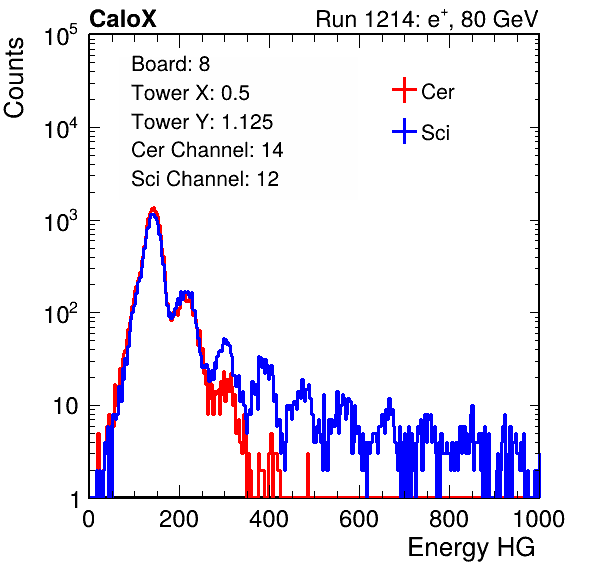 CaloX Run 1214: e⁺, 80 GeV
Counts
10⁵
10⁴
10³
10²
10
1
Board: 8
Tower X: 0.5
Tower Y: 1.125
Cer Channel: 14
Sci Channel: 12
Cer
Sci
0 200 400 600 800 1000
Energy HG